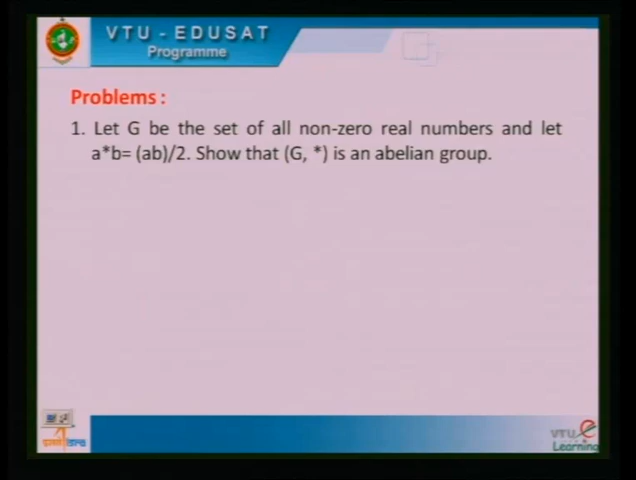 VTU - EDUSAT
Programme
Problems :
1. Let G be the set of all non-zero real numbers and let
a*b= (ab)/2. Show that (G, *) is an abelian group.
VTU e
Learning